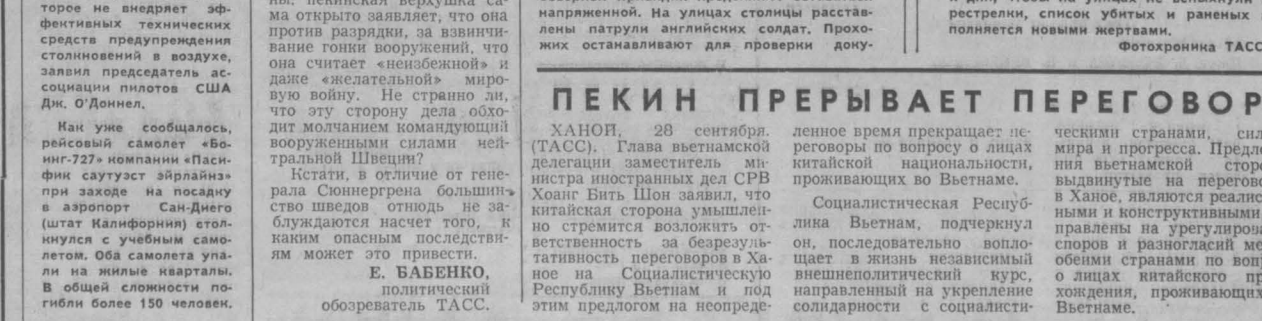 торое не внедряет эф-
фективных технических
средств предупреждения
столкновений в воздухе,
заявил председатель ас-
социации пилотов США
Дж. О'Доннел.
Как уже сообщалось,
рейсовый самолет «Бо-
инг-727» компании «Паси-
фик саутуэст эйрлайнз»
при заходе на посадку
в аэропорт Сан-Диего
(штат Калифорния) стол-
кнулся с учебным само-
летом. Оба самолета упа-
ли на жилые кварталы.
В общей сложности по-
гибли более 150 человек.
ны. пекинская верхушка са-
ма открыто заявляет, что она
против разрядки, за взвинчи-
вание гонки вооружений, что
она считает «неизбежной» и
даже «желательной» миро-
вую войну. Не странно ли,
что эту сторону дела обхо-
дит молчанием командующий
вооруженными силами ней-
тральной Швеции?
Кстати, в отличие от гене-
рала Сюннергрена большин-
ство шведов отнюдь не за-
блуждаются насчет того, к
каким опасным последстви-
ям может это привести.
Е. БАБЕНКО,
политический
обозреватель ТАСС.
напряженной. На улицах столицы расстав-
лены патрули английских солдат. Прохо-
жих останавливают для проверки доку-
рестрелки, список убитых и раненых
полняется новыми жертвами.
Фотохроника ТАСС
ПЕКИН ПРЕРЫВАЕТ ПЕРЕГОВОР
ХАНОЙ, 28 сентября.
(ТАСС). Глава вьетнамской
делегации заместитель ми-
нистра иностранных дел СРВ
Хоанг Бить Шон заявил, что
китайская сторона умышлен-
но стремится возложить от-
ветственность за безрезуль-
тативность переговоров в Ха-
ное на Социалистическую
Республику Вьетнам и под
этим предлогом на неопреде-
ленное время прекращает пе-
реговоры по вопросу о лицах
китайской национальности,
проживающих во Вьетнаме.
Социалистическая Респуб-
лика Вьетнам, подчеркнул
он, последовательно вопло-
щает в жизнь независимый
внешнеполитический курс,
направленный на укрепление
солидарности с социалисти-
ческими странами, сил
мира и прогресса. Предло
ния вьетнамской сторо
выдвинутые на перегово
в Ханое, являются реалис
ными и конструктивными
правлены на урегулирова
споров и разногласий ме
обеими странами по воп
о лицах китайского пр
хождения, проживающих
Вьетнаме.